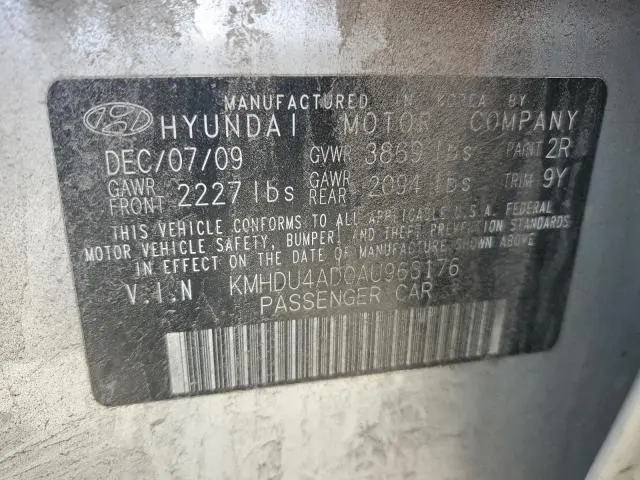 MANUFACTURED IN KOREA BY
HYUNDAI MOTOR COMPANY
DEC/07/09 GVWR 3869 lbs PAINT 2R
GAWR FRONT 2227 lbs GAWR REAR 2094 lbs TRIM 9Y
THIS VEHICLE CONFORMS TO ALL APPLICABLE U.S.A. FEDERAL
MOTOR VEHICLE SAFETY, BUMPER, AND THEFT PREVENTION STANDARDS
IN EFFECT ON THE DATE OF MANUFACTURE SHOWN ABOVE.
V.I.N
PASSENGER CAR